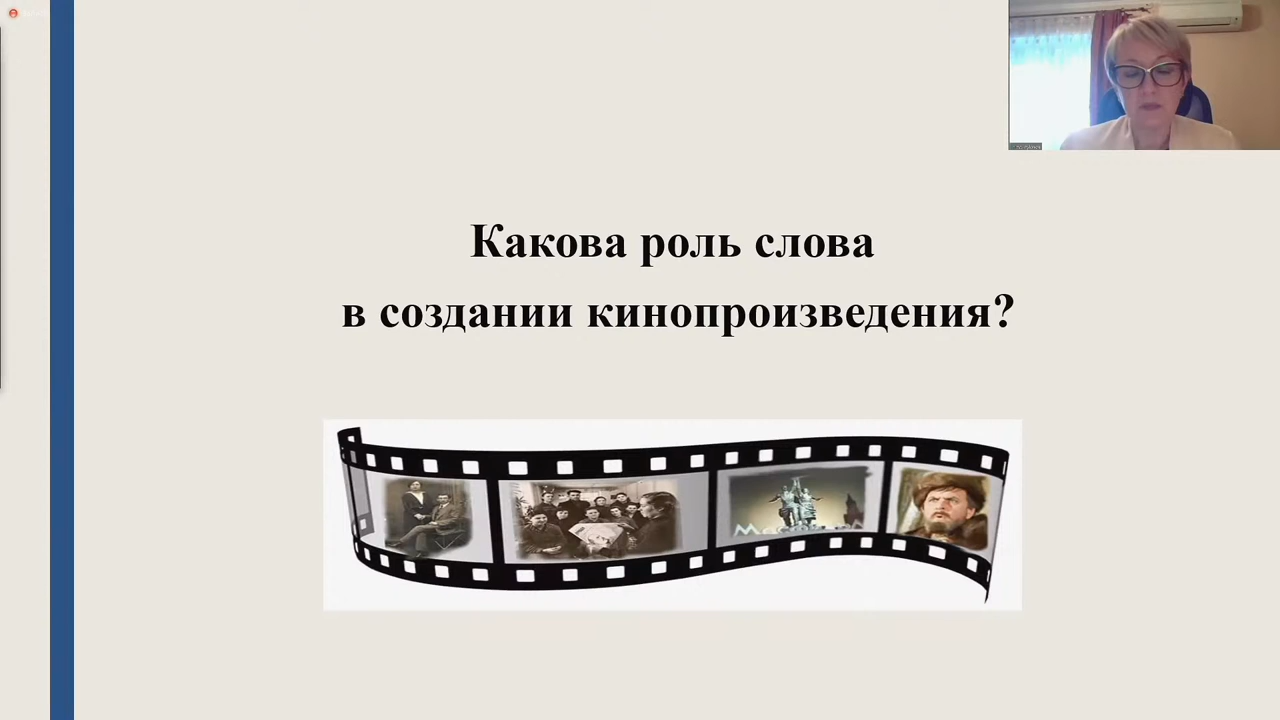 Какова роль слова
в создании кинопроизведения?